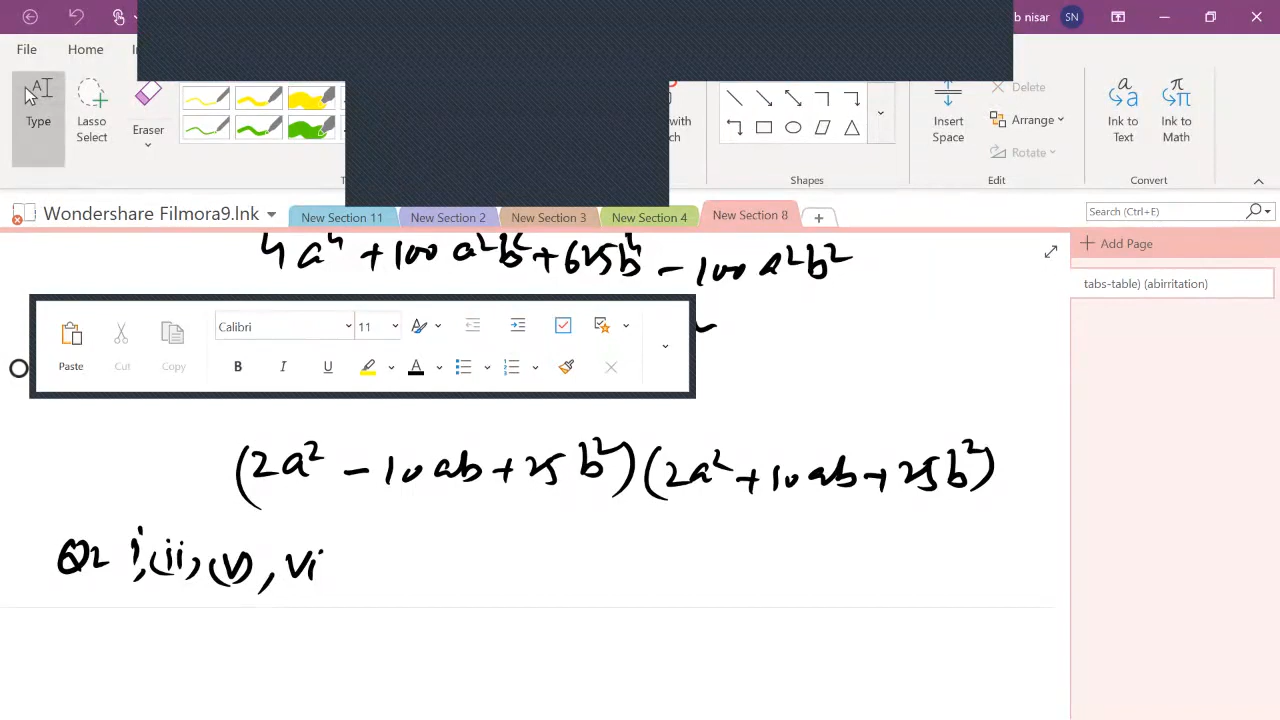 b nisar SN
File Home
Type
Lasso Select
Eraser
Insert Space
Delete
Arrange
Rotate
Ink to Text
Ink to Math
Shapes
Edit
Convert
Wondershare Filmora9.lnk
New Section 11
New Section 2
New Section 3
New Section 4
New Section 8
Search (Ctrl+E)
Add Page
tabs-table) (abirritation)
4a⁴ + 100a²b² + 625b⁴ - 100a²b²
Calibri 11
Paste Cut Copy B I U A
(2a² - 10ab + 25b²)(2a² + 10ab + 25b²)
Q2 i, (ii, (v), vi